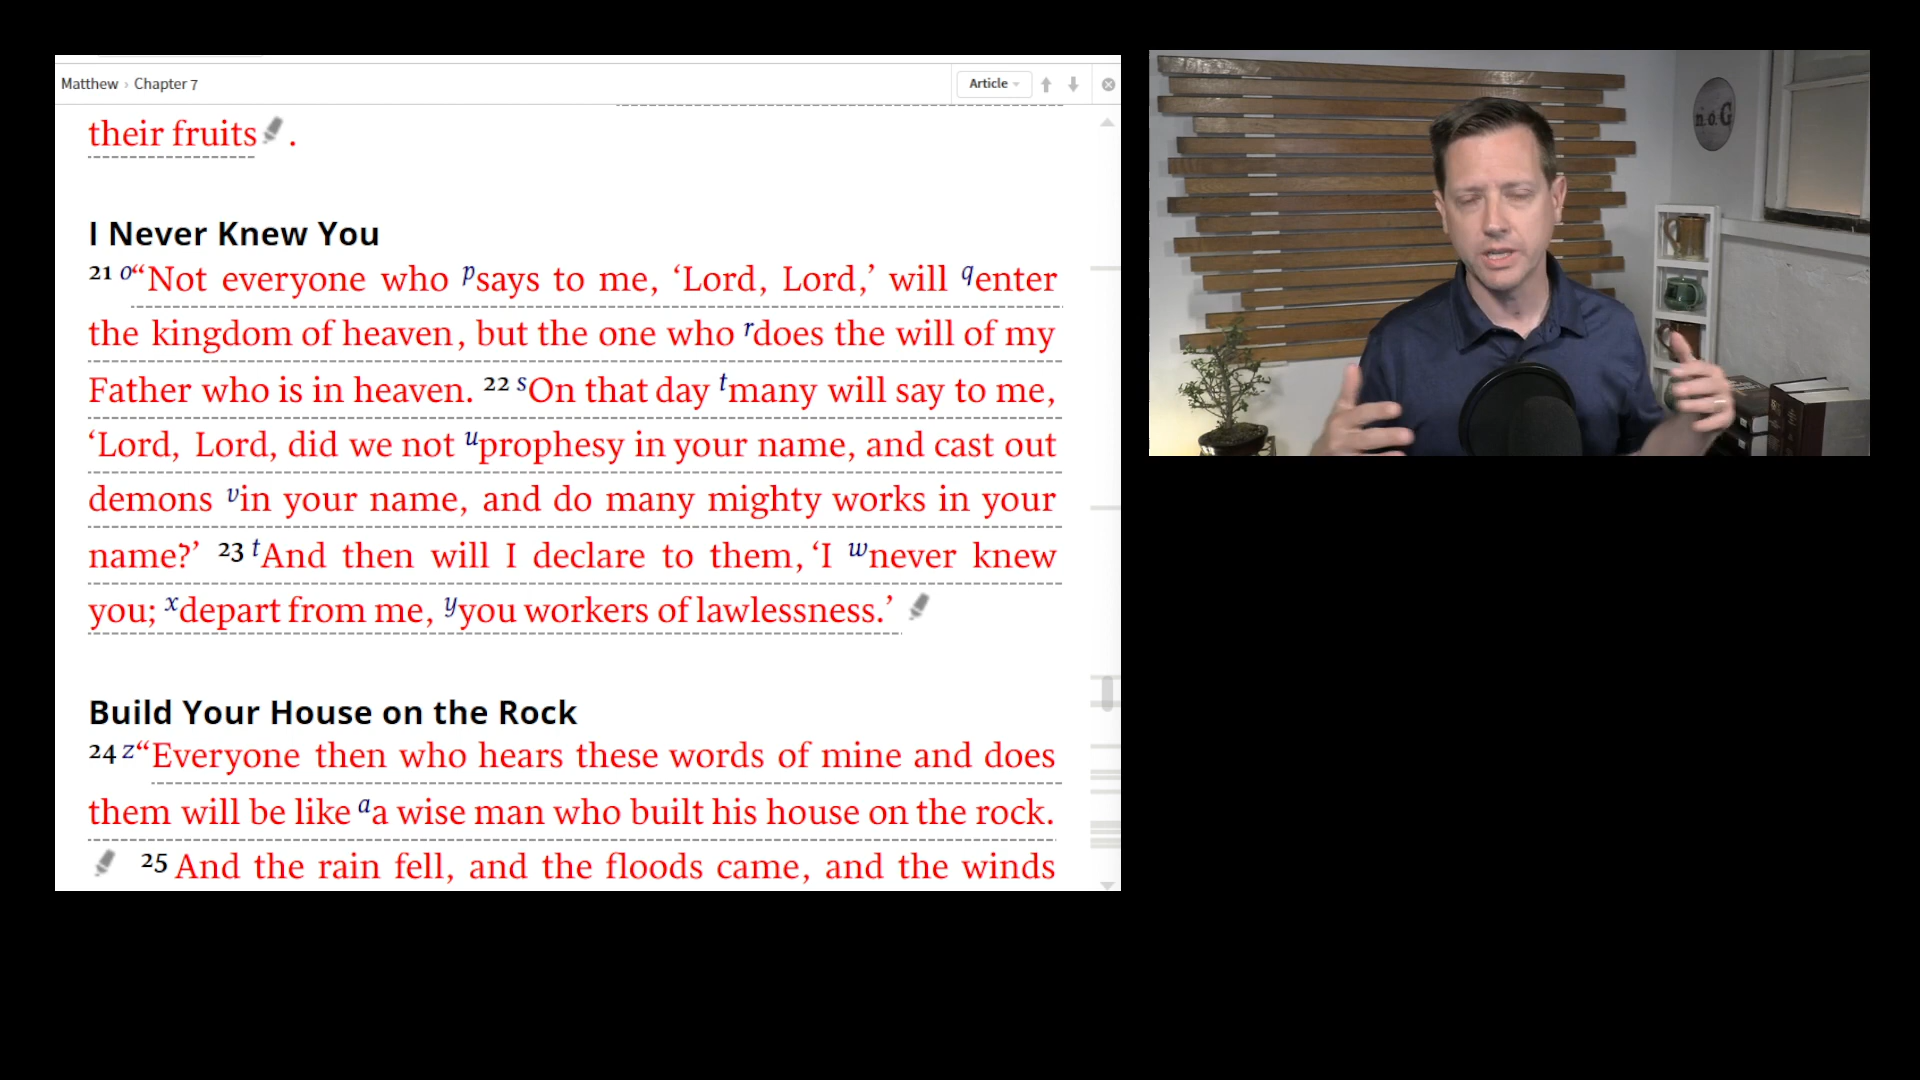 Matthew › Chapter 7
Article
their fruits .
I Never Knew You
21 o“Not everyone who psays to me, ‘Lord, Lord,’ will qenter
the kingdom of heaven, but the one who rdoes the will of my
Father who is in heaven. 22 sOn that day tmany will say to me,
‘Lord, Lord, did we not uprophesy in your name, and cast out
demons vin your name, and do many mighty works in your
name?’ 23 tAnd then will I declare to them, ‘I wnever knew
you; xdepart from me, yyou workers of lawlessness.’
Build Your House on the Rock
24 z“Everyone then who hears these words of mine and does
them will be like aa wise man who built his house on the rock.
25 And the rain fell, and the floods came, and the winds
n.o.G